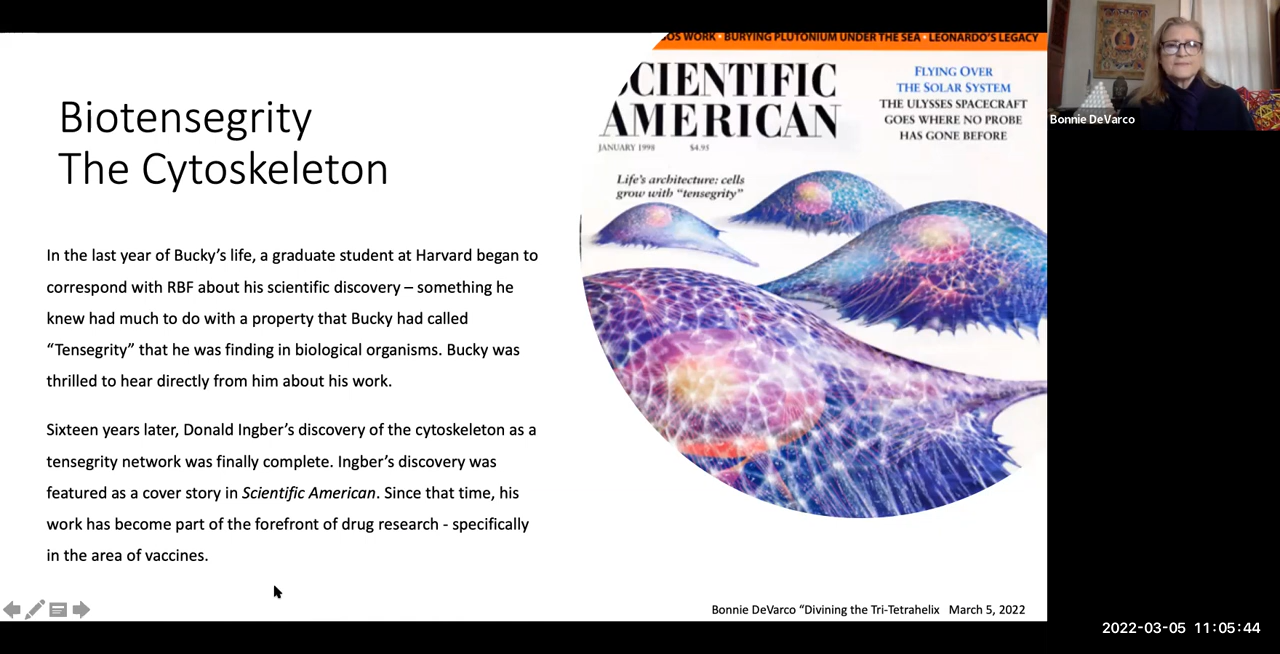 OS WORK • BURYING PLUTONIUM UNDER THE SEA • LEONARDO'S LEGACY
CIENTIFIC
AMERICAN
JANUARY 1998 $4.95
FLYING OVER
THE SOLAR SYSTEM
THE ULYSSES SPACECRAFT
GOES WHERE NO PROBE
HAS GONE BEFORE
Life's architecture: cells
grow with "tensegrity"
Biotensegrity
The Cytoskeleton
In the last year of Bucky's life, a graduate student at Harvard began to
correspond with RBF about his scientific discovery – something he
knew had much to do with a property that Bucky had called
“Tensegrity” that he was finding in biological organisms. Bucky was
thrilled to hear directly from him about his work.
Sixteen years later, Donald Ingber's discovery of the cytoskeleton as a
tensegrity network was finally complete. Ingber's discovery was
featured as a cover story in Scientific American. Since that time, his
work has become part of the forefront of drug research - specifically
in the area of vaccines.
Bonnie DeVarco “Divining the Tri-Tetrahelix March 5, 2022
Bonnie DeVarco
2022-03-05 11:05:44